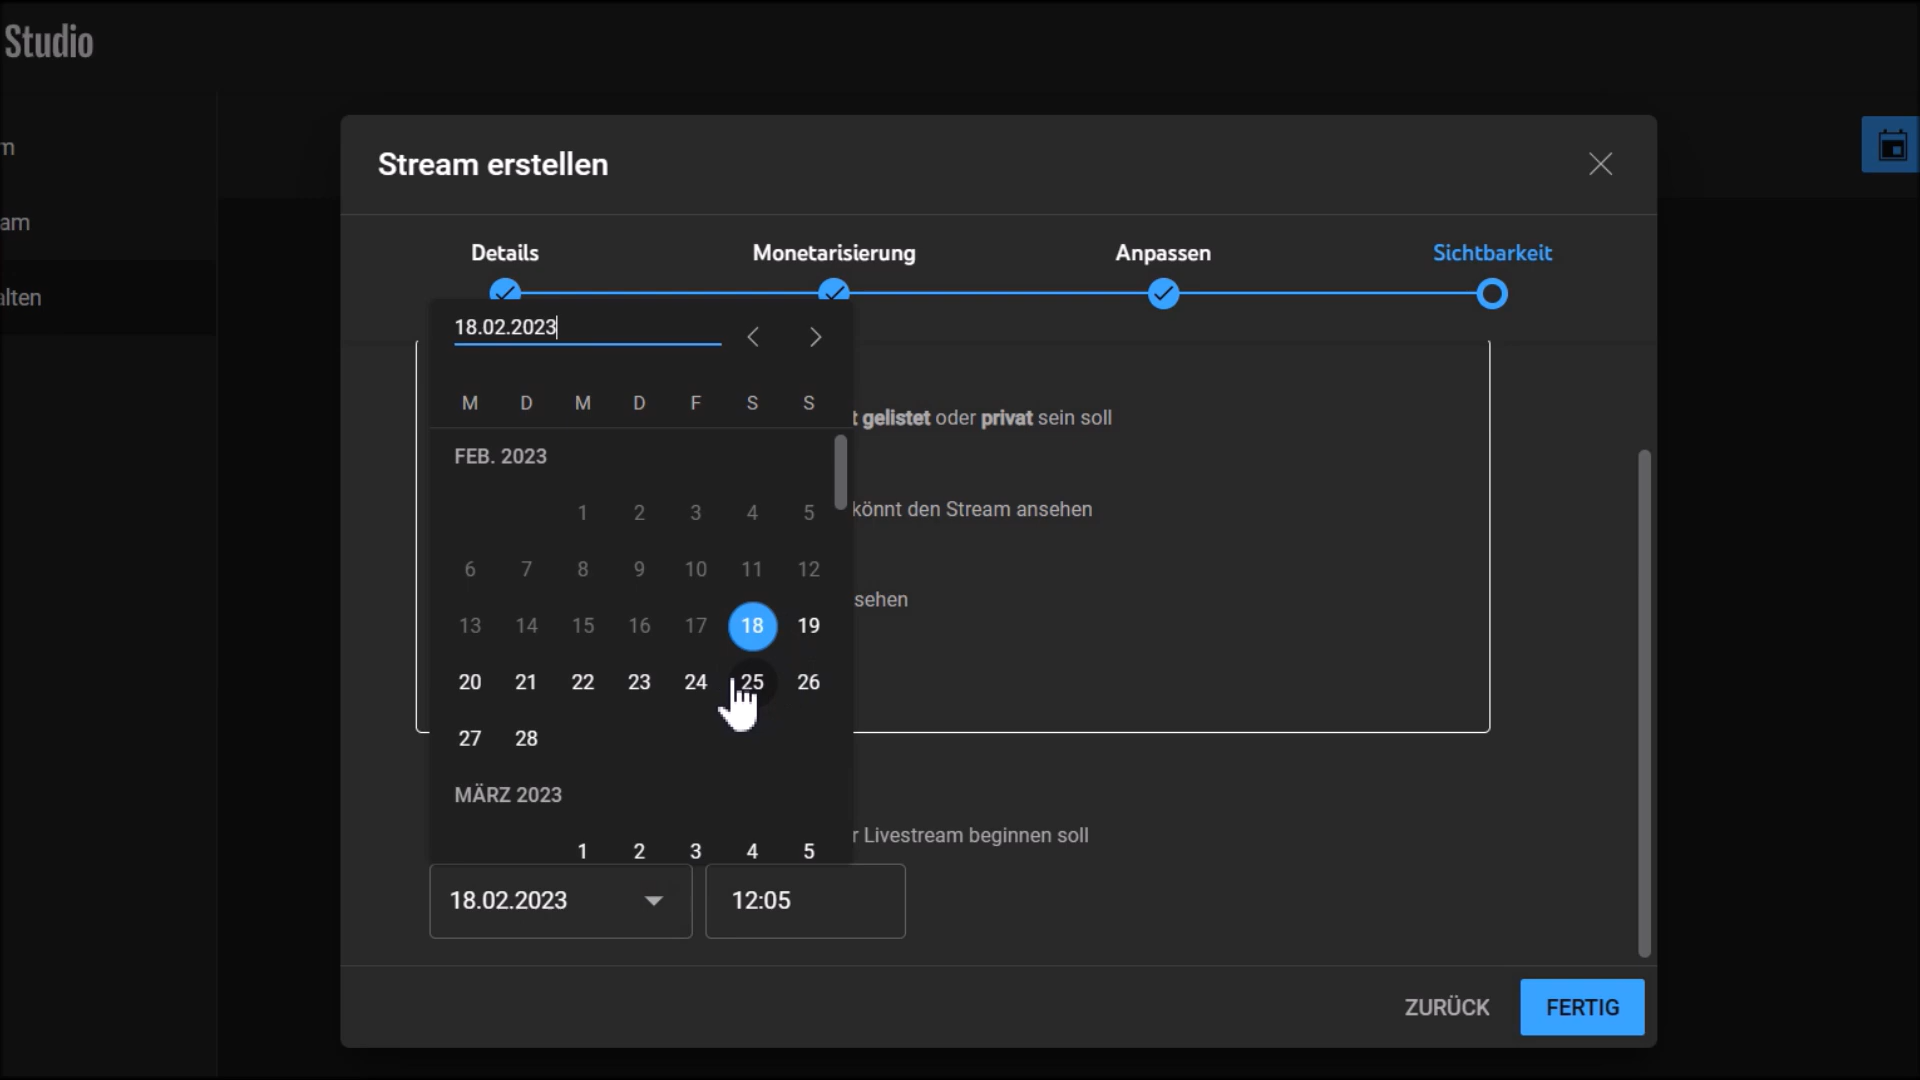 Studio
m
am
alten
Stream erstellen
Details
Monetarisierung
Anpassen
Sichtbarkeit
18.02.2023
M D M D F S S
FEB. 2023
1 2 3 4 5
6 7 8 9 10 11 12
13 14 15 16 17 18 19
20 21 22 23 24 25 26
27 28
MÄRZ 2023
1 2 3 4 5
t gelistet oder privat sein soll
könnt den Stream ansehen
sehen
r Livestream beginnen soll
18.02.2023
12:05
ZURÜCK
FERTIG